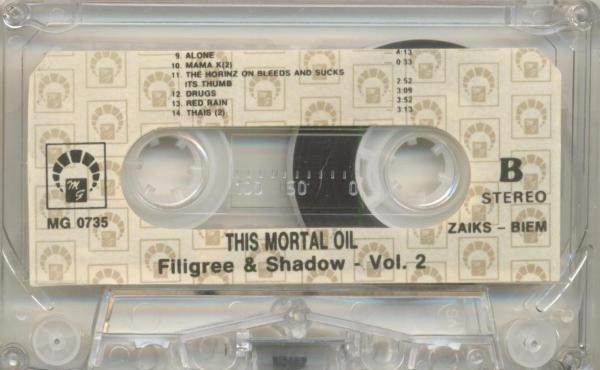 9. ALONE 4:13
10. MAMA K(2) 0:33
11. THE HORINZ ON BLEEDS AND SUCKS
ITS THUMB 2:52
12. DRUGS 3:09
13. RED RAIN 3:52
14. THAIS (2) 3:13
MG
MG 0735
100 50 0
B
STEREO
ZAIKS – BIEM
THIS MORTAL OIL
Filigree & Shadow - Vol. 2